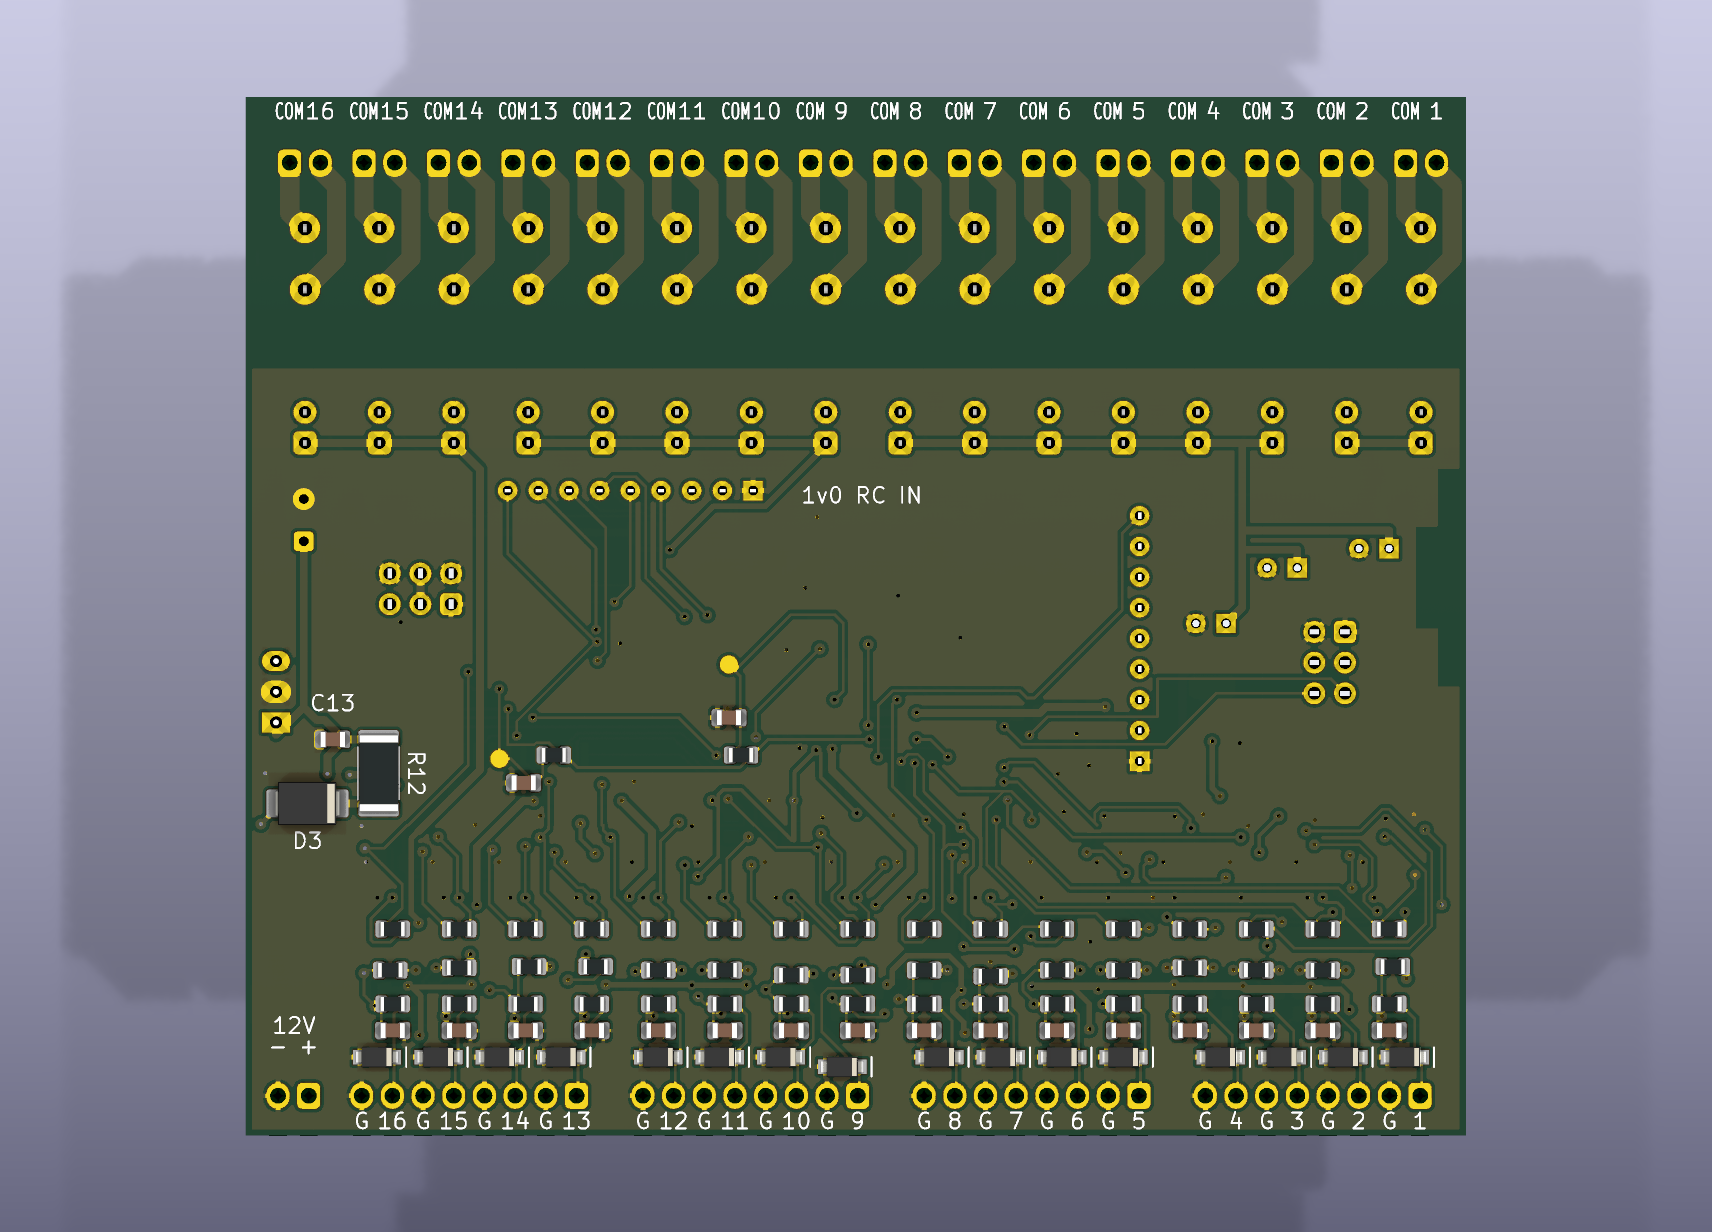 COM16 COM15 COM14 COM13 COM12 COM11 COM10 COM 9 COM 8 COM 7 COM 6 COM 5 COM 4 COM 3 COM 2 COM 1
1v0 RC IN
C13
R12
D3
12V
- +
G 16 G 15 G 14 G 13 G 12 G 11 G 10 G 9 G 8 G 7 G 6 G 5 G 4 G 3 G 2 G 1